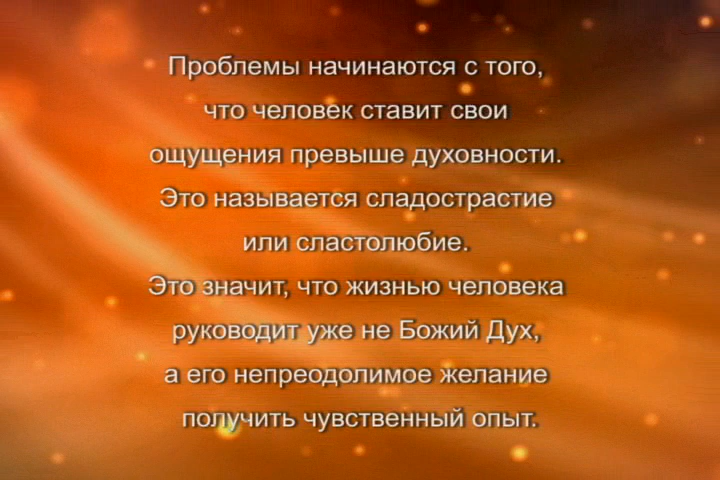 Проблемы начинаются с того,
что человек ставит свои
ощущения превыше духовности.
Это называется сладострастие
или сластолюбие.
Это значит, что жизнью человека
руководит уже не Божий Дух,
а его непреодолимое желание
получить чувственный опыт.